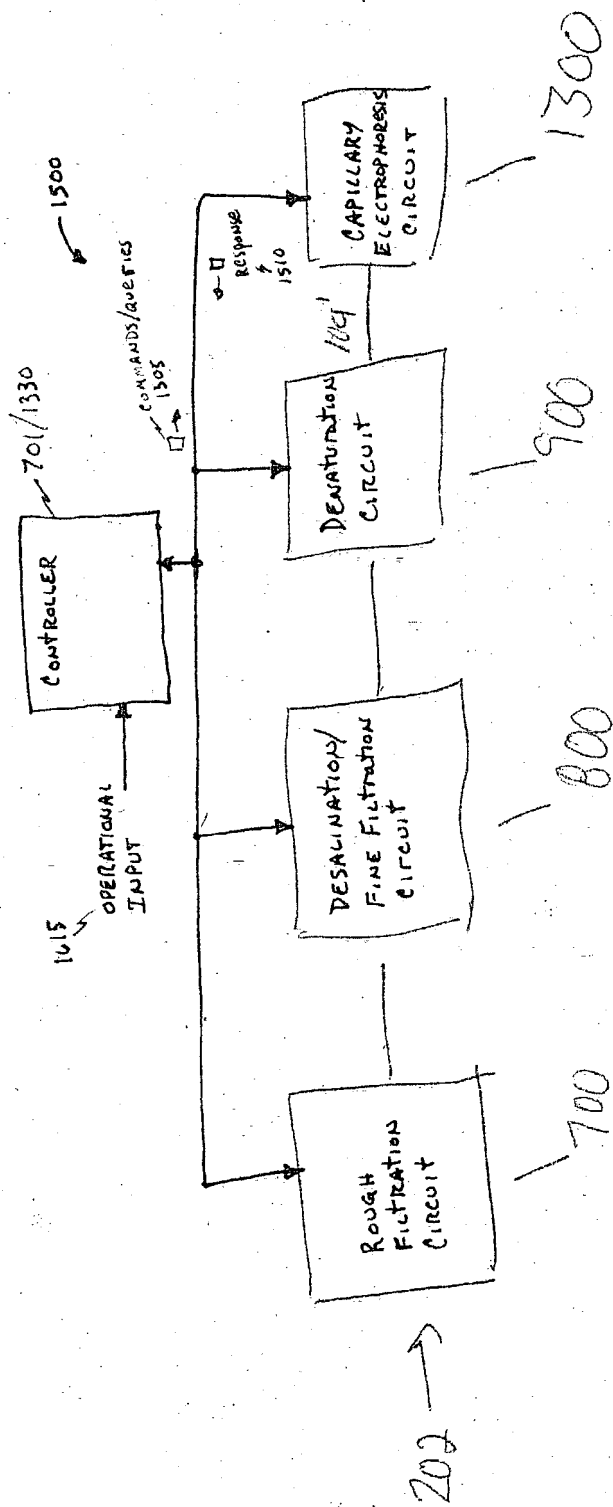 1500
701/1330
CONTROLLER
1615
OPERATIONAL
INPUT
COMMANDS/QUERIES
1305
RESPONSE
1510
ROUGH
FILTRATION
CIRCUIT
DESALINATION/
FINE FILTRATION
CIRCUIT
DENATURATION
CIRCUIT
CAPILLARY
ELECTROPHORESIS
CIRCUIT
202
700
800
900
1300